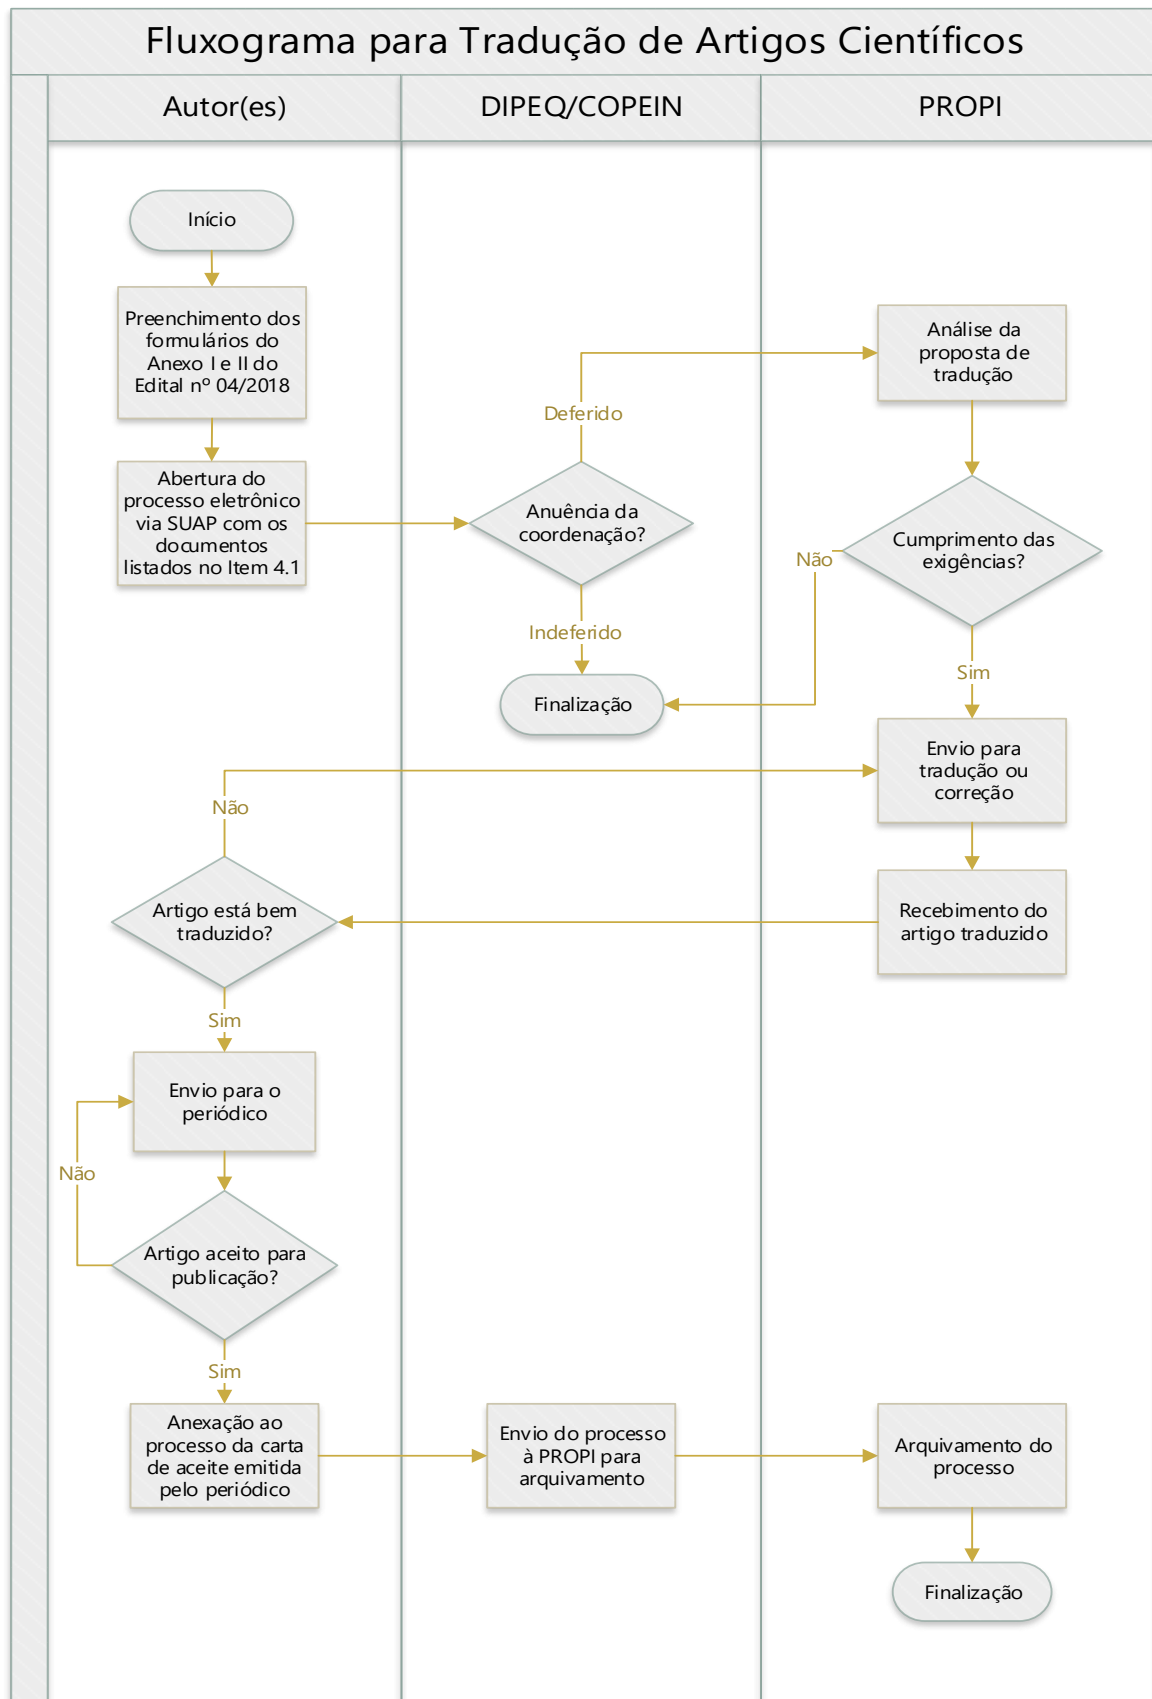 Fluxograma para Tradução de Artigos Científicos
Autor(es)
DIPEQ/COPEIN
PROPI
Início
Preenchimento dos
formulários do
Anexo I e II do
Edital nº 04/2018
Abertura do
processo eletrônico
via SUAP com os
documentos
listados no Item 4.1
Anuência da
coordenação?
Deferido
Indeferido
Finalização
Análise da
proposta de
tradução
Cumprimento das
exigências?
Não
Sim
Envio para
tradução ou
correção
Recebimento do
artigo traduzido
Artigo está bem
traduzido?
Não
Sim
Envio para o
periódico
Artigo aceito para
publicação?
Não
Sim
Anexação ao
processo da carta
de aceite emitida
pelo periódico
Envio do processo
à PROPI para
arquivamento
Arquivamento do
processo
Finalização